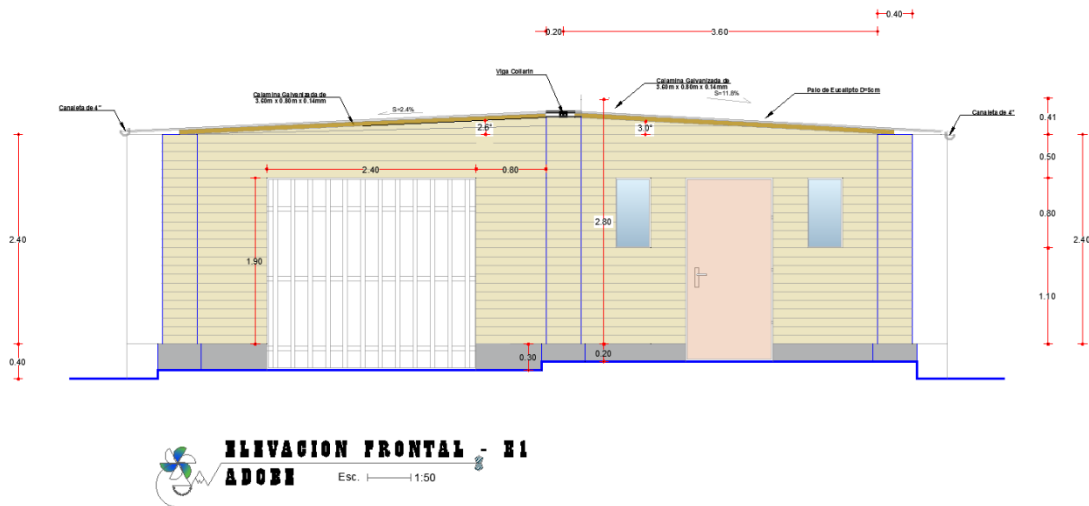 0.40
0.20
3.60
Viga Collarin
Calamina Galvanizada de
3.60m x 0.80m x 0.14mm
S=11.8%
Calamina Galvanizada de
3.60m x 0.80m x 0.14mm
Palo de Eucalipto D=5cm
Canaleta de 4"
S=2.4%
Canaleta de 4"
0.41
2.6°
3.0°
0.50
2.40
0.80
2.80
0.80
2.40
2.40
1.90
1.10
0.40
0.30
0.20
ELEVACION FRONTAL - E1
ADOBE
Esc.
1:50